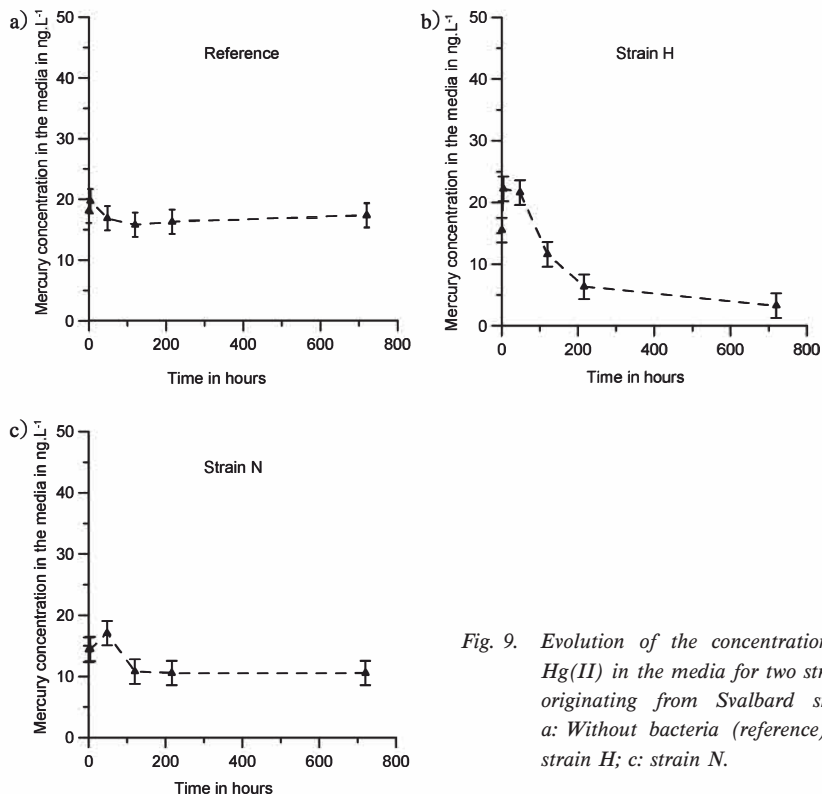 a)
Mercury concentration in the media in ng.L-1
50
40
30
20
10
0
Reference
0 200 400 600 800
Time in hours
b)
Mercury concentration in the media in ng.L-1
50
40
30
20
10
0
Strain H
0 200 400 600 800
Time in hours
c)
Mercury concentration in the media in ng.L-1
50
40
30
20
10
0
Strain N
0 200 400 600 800
Time in hours
Fig. 9. Evolution of the concentration
Hg(II) in the media for two str
originating from Svalbard s
a: Without bacteria (reference)
strain H; c: strain N.